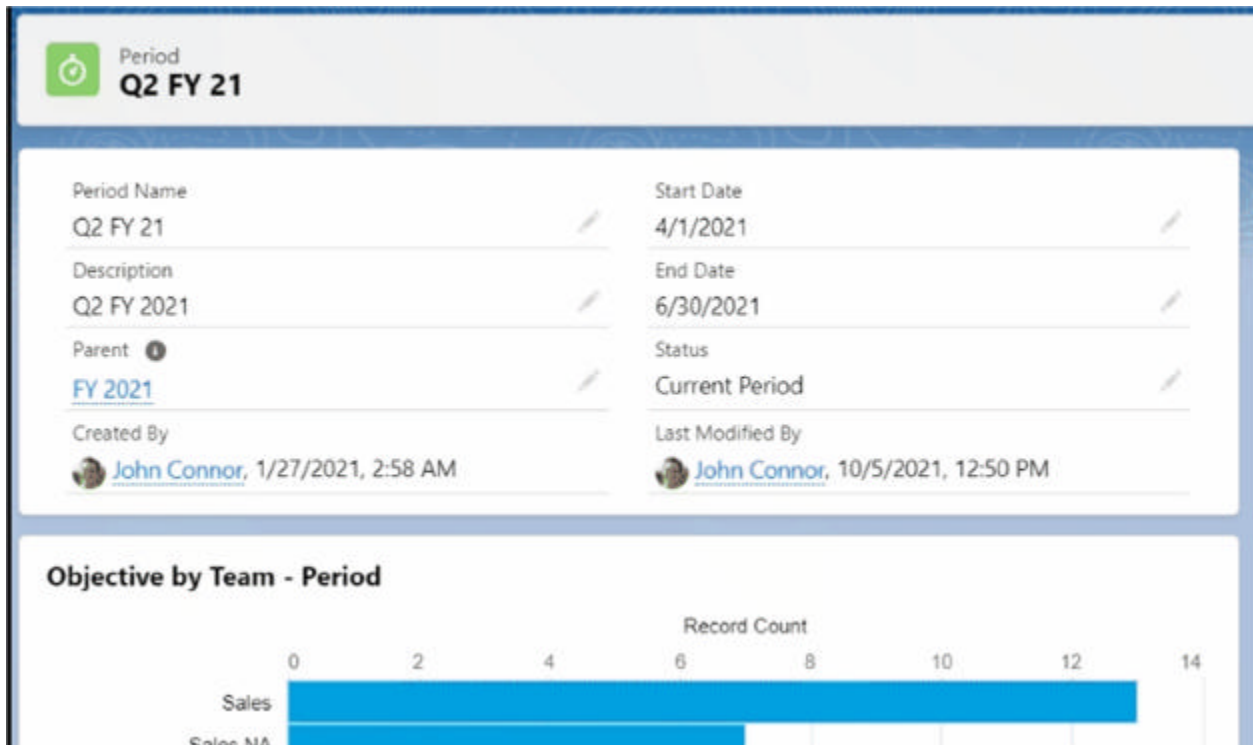 Period
Q2 FY 21
Period Name
Q2 FY 21
Start Date
4/1/2021
Description
Q2 FY 2021
End Date
6/30/2021
Parent
FY 2021
Status
Current Period
Created By
John Connor, 1/27/2021, 2:58 AM
Last Modified By
John Connor, 10/5/2021, 12:50 PM
Objective by Team - Period
Record Count
0 2 4 6 8 10 12 14
Sales
Sales NA